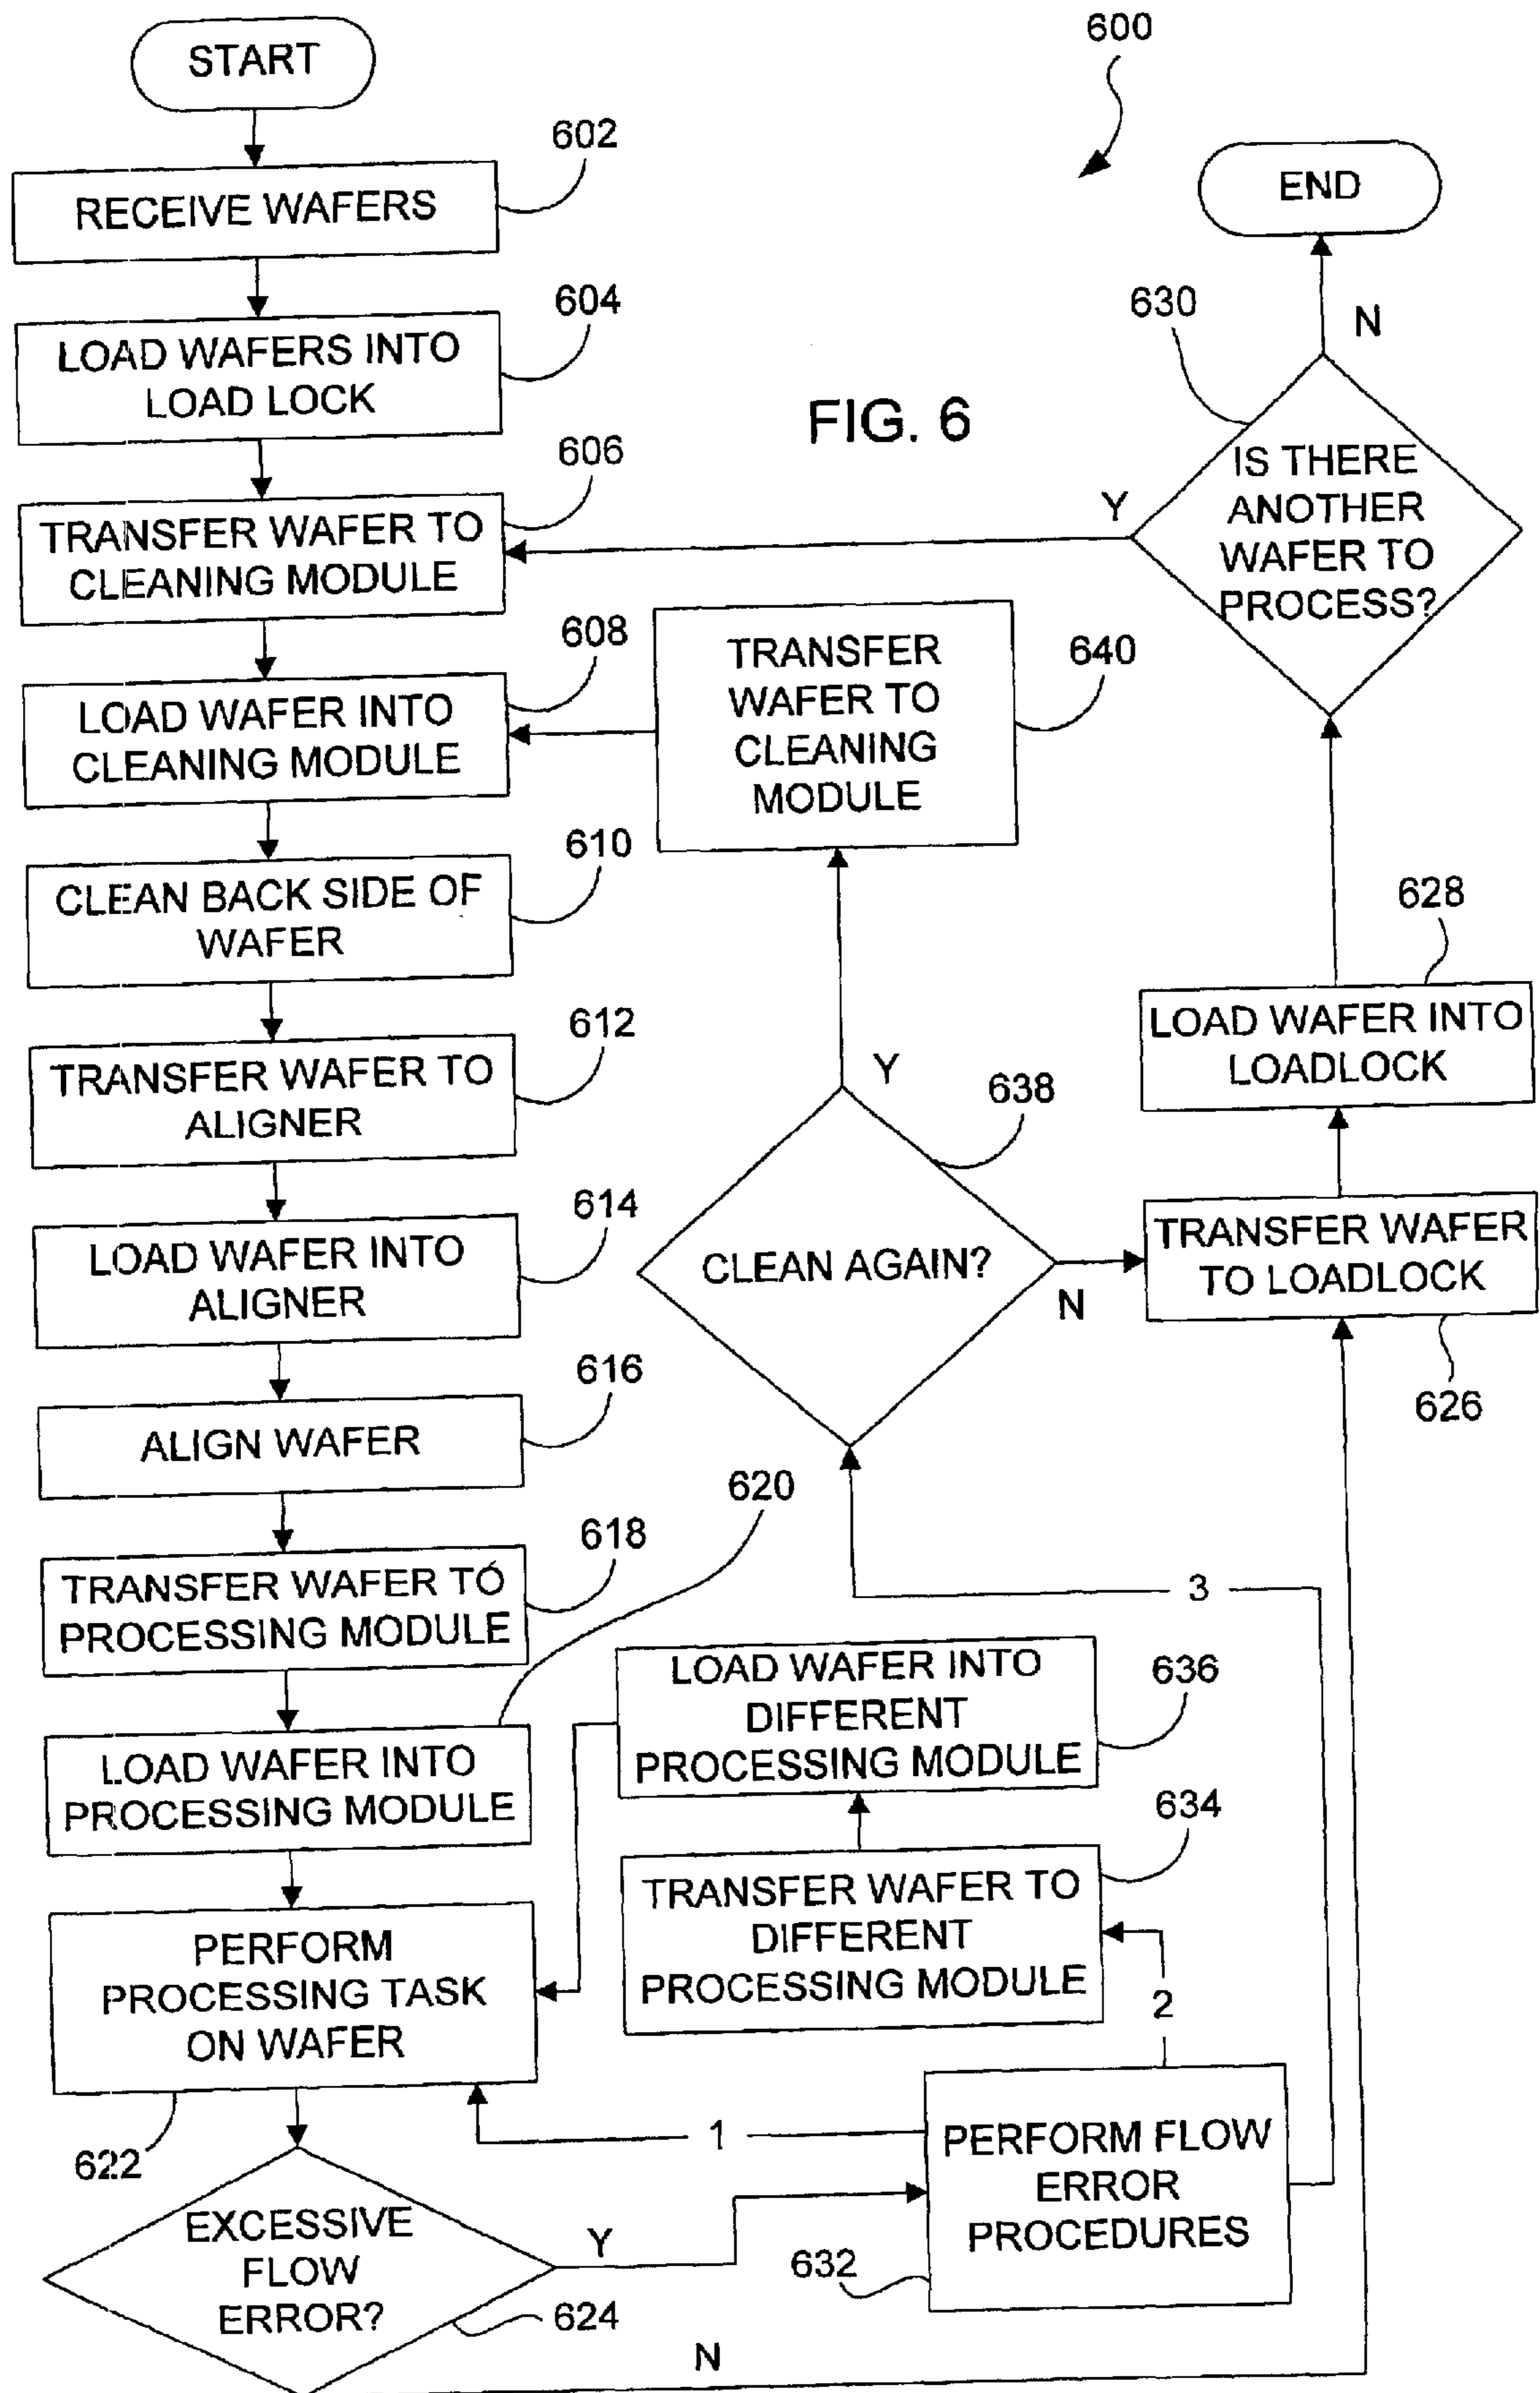 START
600
602
END
RECEIVE WAFERS
604
630
N
LOAD WAFERS INTO
LOAD LOCK
FIG. 6
606
IS THERE
ANOTHER
WAFER TO
PROCESS?
Y
TRANSFER WAFER TO
CLEANING MODULE
608
TRANSFER
WAFER TO
CLEANING
MODULE
640
LOAD WAFER INTO
CLEANING MODULE
610
CLEAN BACK SIDE OF
WAFER
628
612
LOAD WAFER INTO
LOADLOCK
TRANSFER WAFER TO
ALIGNER
Y
638
614
TRANSFER WAFER
TO LOADLOCK
LOAD WAFER INTO
ALIGNER
CLEAN AGAIN?
N
616
626
ALIGN WAFER
620
618
TRANSFER WAFER TO
PROCESSING MODULE
3
LOAD WAFER INTO
DIFFERENT
PROCESSING MODULE
636
LOAD WAFER INTO
PROCESSING MODULE
634
TRANSFER WAFER TO
DIFFERENT
PROCESSING MODULE
PERFORM
PROCESSING TASK
ON WAFER
2
622
1
PERFORM FLOW
ERROR
PROCEDURES
EXCESSIVE
FLOW
ERROR?
Y
632
624
N